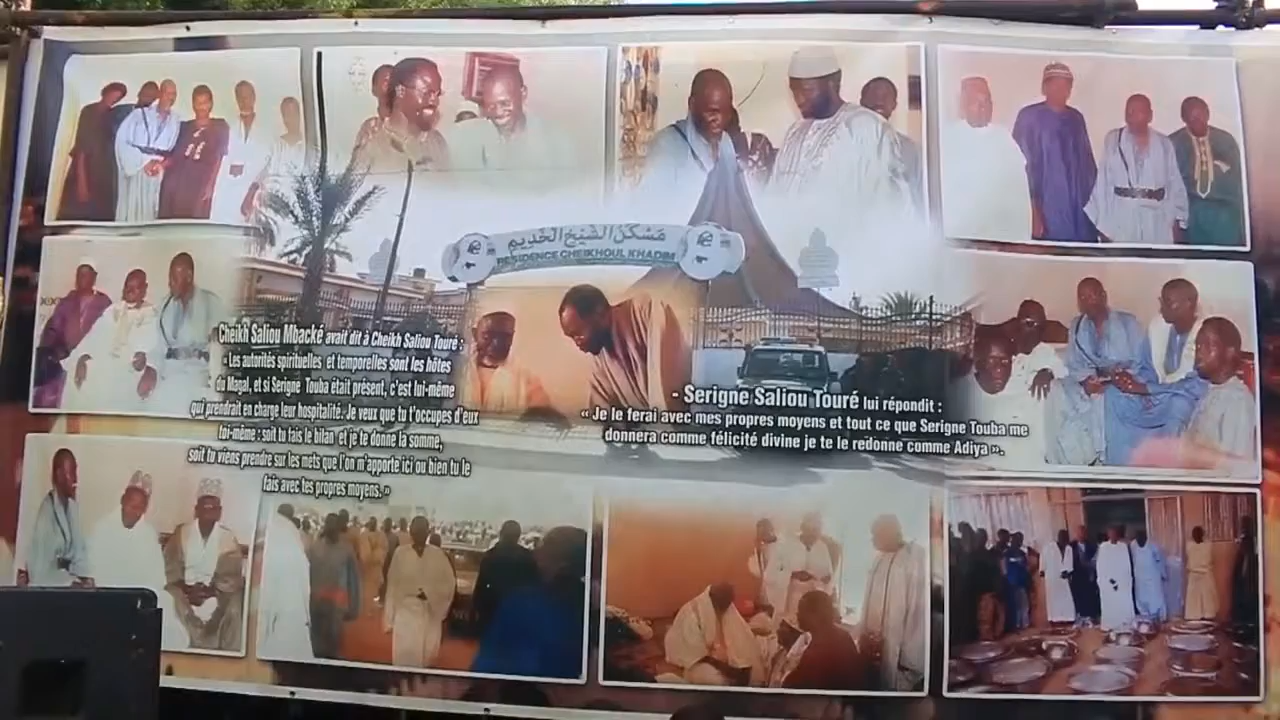 مَسْكَنُ الشَّيْخِ الْخَدِيمِ
RESIDENCE CHEIKHOUL KHADIM
Cheikh Saliou Mbacké avait dit à Cheikh Saliou Touré :
« Les autorités spirituelles et temporelles sont les hôtes
du Magal, et si Serigne Touba était présent, c'est lui-même
qui prendrait en charge leur hospitalité. Je veux que tu t'occupes d'eux
lui-même : soit tu fais le bilan et je te donne la somme,
soit tu viens prendre sur les mets que l'on m'apporte ici ou bien tu le
fais avec tes propres moyens. »
- Serigne Saliou Touré lui répondit :
« Je le ferai avec mes propres moyens et tout ce que Serigne Touba me
donnera comme félicité divine je te le redonne comme Adiya ».